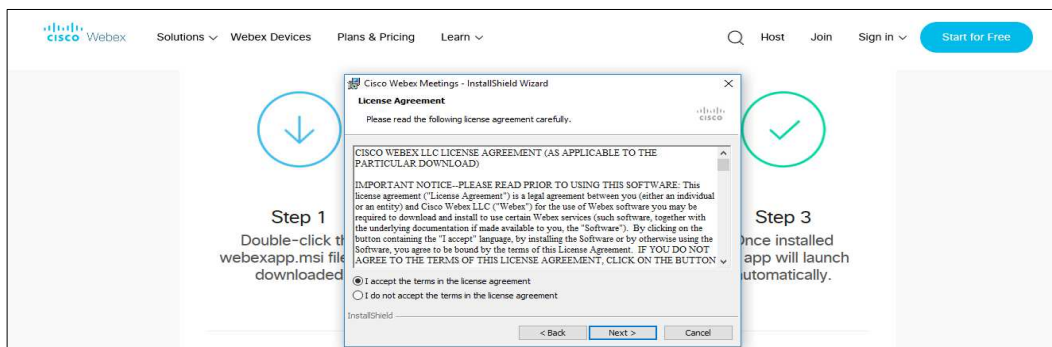 CISCO Webex
Solutions Webex Devices Plans & Pricing Learn Host Join Sign in Start for Free
Cisco Webex Meetings - InstallShield Wizard
License Agreement
Please read the following license agreement carefully.
CISCO
CISCO WEBEX LLC LICENSE AGREEMENT (AS APPLICABLE TO THE
PARTICULAR DOWNLOAD)
IMPORTANT NOTICE--PLEASE READ PRIOR TO USING THIS SOFTWARE: This
license agreement ("License Agreement") is a legal agreement between you (either an individual
or an entity) and Cisco Webex LLC ("Webex") for the use of Webex software you may be
required to download and install to use certain Webex services (such software, together with
the underlying documentation if made available to you, the "Software"). By clicking on the
button containing the "I accept" language, by installing the Software or by otherwise using the
Software, you agree to be bound by the terms of this License Agreement. IF YOU DO NOT
AGREE TO THE TERMS OF THIS LICENSE AGREEMENT, CLICK ON THE BUTTON
I accept the terms in the license agreement
I do not accept the terms in the license agreement
InstallShield
< Back Next > Cancel
Step 1
Double-click
webexapp.msi
downloaded
Step 3
installed
app will launch